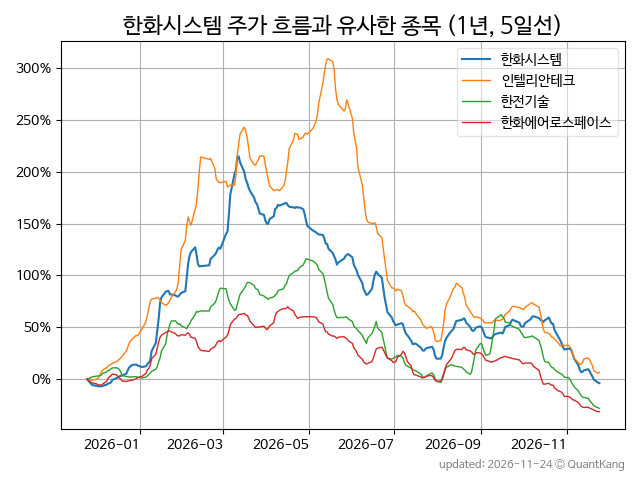 한화시스템 주가 흐름과 유사한 종목 (1년, 5일선)
한화시스템
인텔리안테크
한전기술
한화에어로스페이스
300%
250%
200%
150%
100%
50%
0%
2026-01 2026-03 2026-05 2026-07 2026-09 2026-11
updated: 2026-11-24 © QuantKang